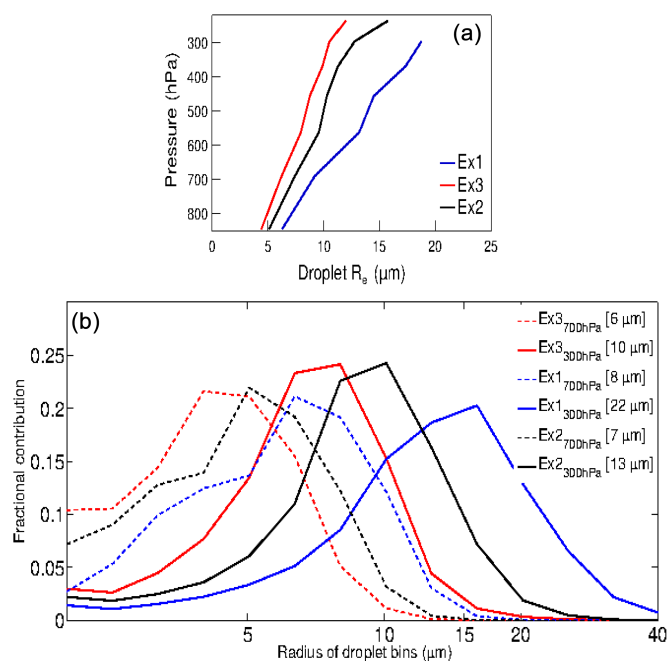 (a)
Pressure (hPa)
300
400
500
600
700
800
0 5 10 15 20 25
Droplet Re (µm)
Ex1
Ex3
Ex2
(b)
Fractional contribution
0.25
0.2
0.15
0.1
0.05
0
0 5 10 15 20 40
Radius of droplet bins (µm)
Ex3700hPa [6 µm]
Ex3300hPa [10 µm]
Ex1700hPa [8 µm]
Ex1300hPa [22 µm]
Ex2700hPa [7 µm]
Ex2300hPa [13 µm]